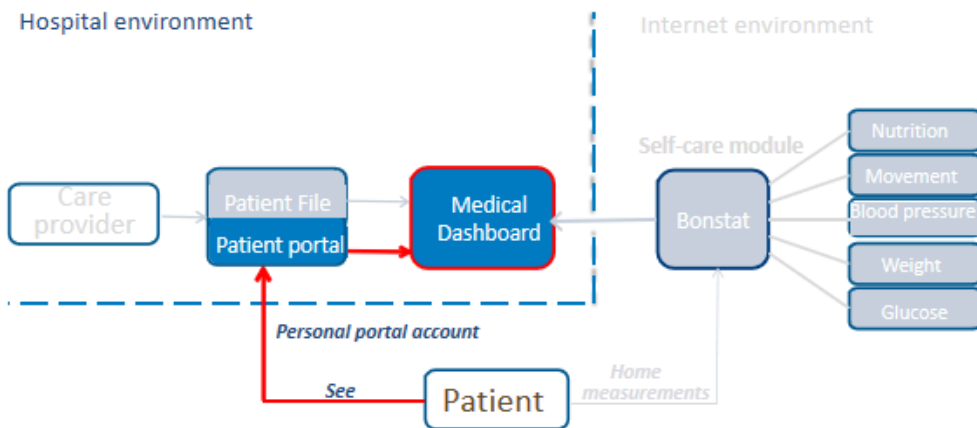 Hospital environment
Internet environment
Nutrition
Self-care module
Movement
Care
provider
Patient File
Patient portal
Medical
Dashboard
Bonstat
Blood pressure
Weight
Glucose
Personal portal account
See
Patient
Home
measurements